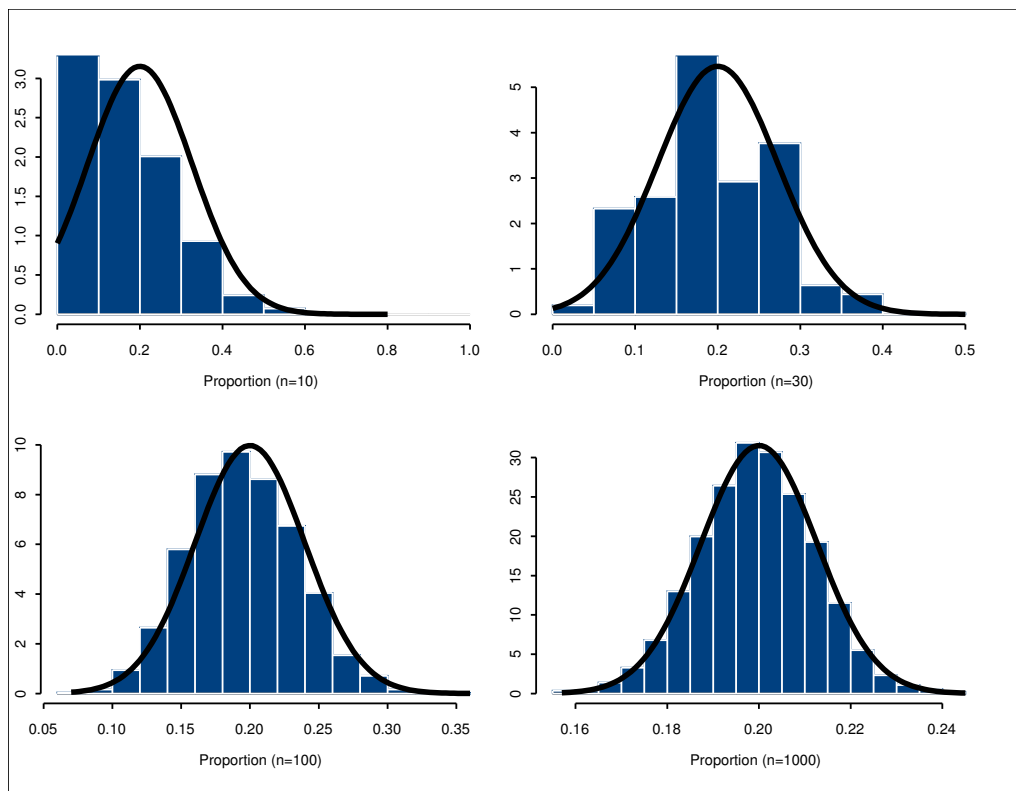 0.0 0.5 1.0 1.5 2.0 2.5 3.0
0.0 0.2 0.4 0.6 0.8 1.0
Proportion (n=10)
0 1 2 3 4 5
0.0 0.1 0.2 0.3 0.4 0.5
Proportion (n=30)
0 2 4 6 8 10
0.05 0.10 0.15 0.20 0.25 0.30 0.35
Proportion (n=100)
0 5 10 15 20 25 30
0.16 0.18 0.20 0.22 0.24
Proportion (n=1000)